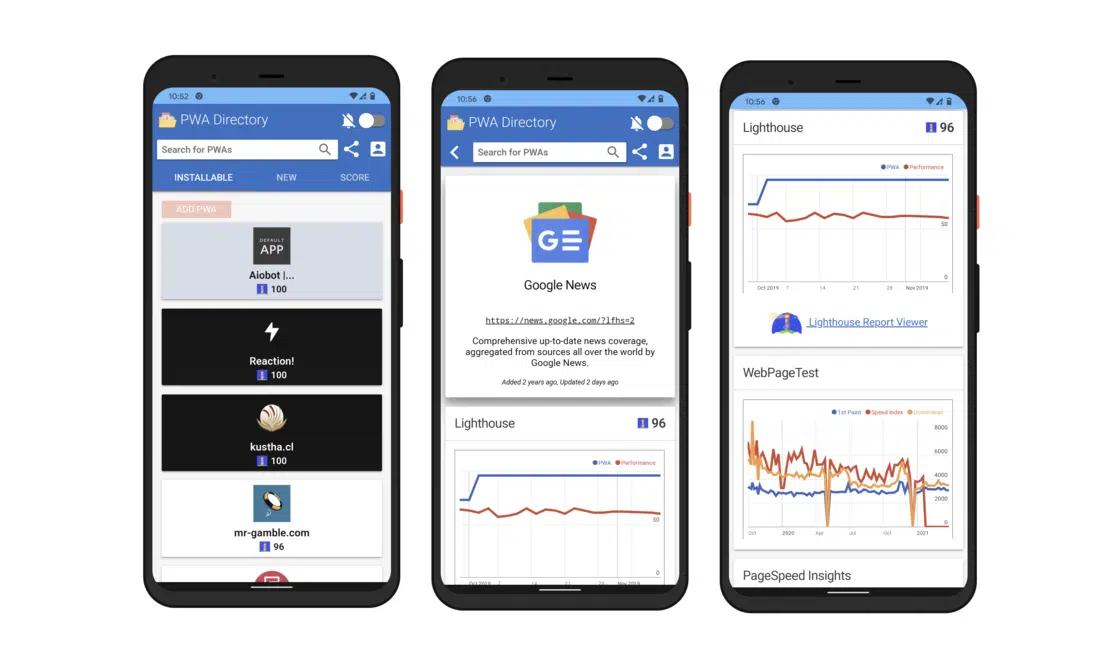 10:52
PWA Directory
Search for PWAs
INSTALLABLE NEW SCORE
ADD PWA
DEFAULT
APP
Aiobot |...
100
Reaction!
100
kustha.cl
100
mr-gamble.com
96
10:56
PWA Directory
Search for PWAs
GE
Google News
https://news.google.com/?lfhs=2
Comprehensive up-to-date news coverage,
aggregated from sources all over the world by
Google News.
Added 2 years ago, Updated 2 days ago
Lighthouse 96
PWA Performance
50
0
Oct 2019 7 14 21 28 Nov 2019
10:56
Lighthouse 96
PWA Performance
50
0
Oct 2019 7 14 21 28 Nov 2019
Lighthouse Report Viewer
WebPageTest
1st Paint Speed Index
8000
6000
4000
2000
0
Oct 2020 Apr Jul Oct 2021
PageSpeed Insights